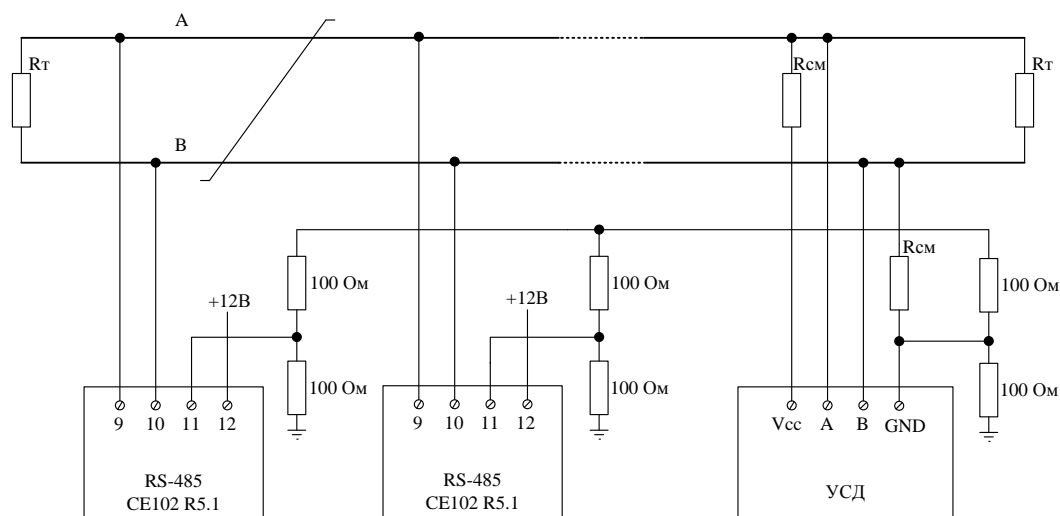 A
Rт
Rсм
Rт
B
Rсм
100 Ом
100 Ом
100 Ом
+12В
+12В
100 Ом
100 Ом
100 Ом
9 10 11 12
9 10 11 12
Vcc A B GND
RS-485
CE102 R5.1
RS-485
CE102 R5.1
УСД